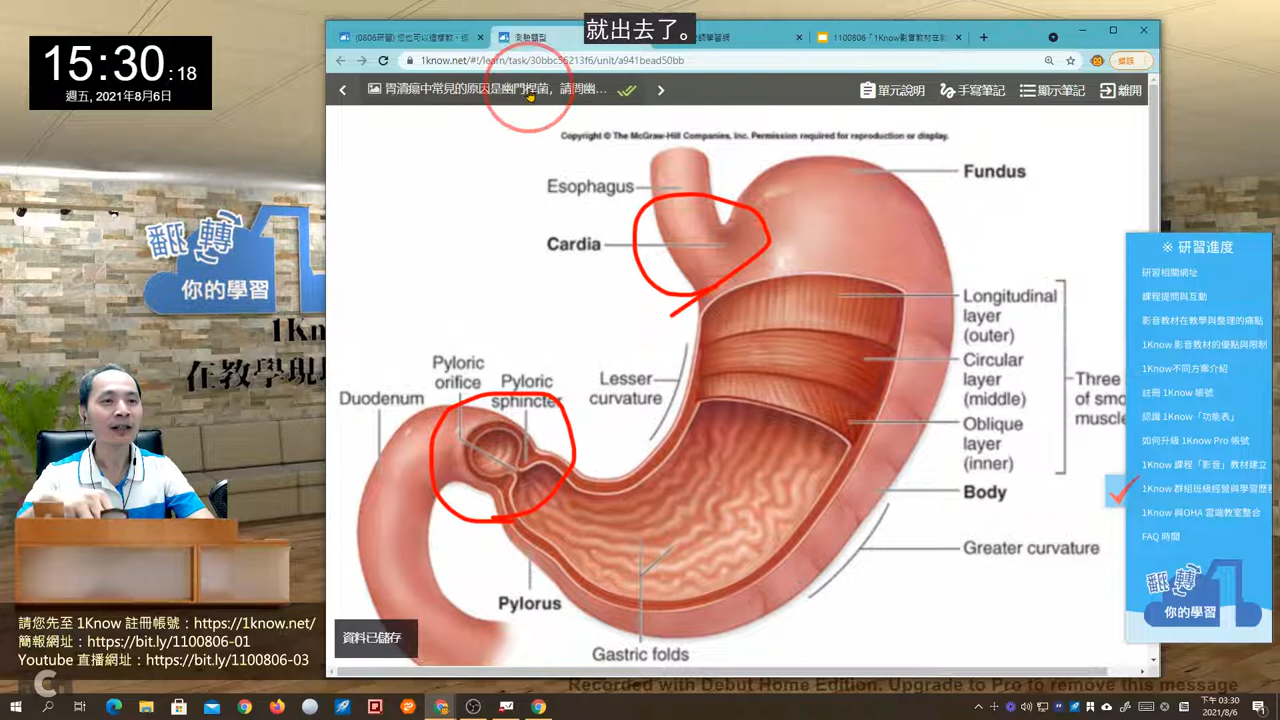 就出去了。
15:30:18
週五, 2021年8月6日
(0806研習) 您也可以這樣教、這
測驗題型
師學習網
1100806「1Know影音教材在教
1know.net/#!/learn/task/30bbc56213f6/unit/a941bead50bb
胃潰瘍中常見的原因是幽門桿菌，請問幽...
單元說明
手寫筆記
顯示筆記
離開
Copyright © The McGraw-Hill Companies, Inc. Permission required for reproduction or display.
Esophagus
Fundus
Cardia
Longitudinal
layer
(outer)
Circular
layer
(middle)
Oblique
layer
(inner)
Three
of smo
muscle
Pyloric
orifice
Pyloric
sphincter
Lesser
curvature
Duodenum
Body
Greater curvature
Pylorus
Gastric folds
資料已儲存
翻轉
你的學習
1Know
在教學現場
※ 研習進度
研習相關網址
課程提問與互動
影音教材在教學與整理的痛點
1Know 影音教材的優點與限制
1Know不同方案介紹
註冊 1Know 帳號
認識 1Know「功能表」
如何升級 1Know Pro 帳號
1Know 課程「影音」教材建立
1Know 群組班級經營與學習歷程
1Know 與OHA 雲端教室整合
FAQ 時間
翻轉
你的學習
請您先至 1Know 註冊帳號：https://1know.net/
簡報網址：https://bit.ly/1100806-01
Youtube 直播網址：https://bit.ly/1100806-03
Recorded with Debut Home Edition. Upgrade to Pro to remove this message
下午 03:30
2021/8/6